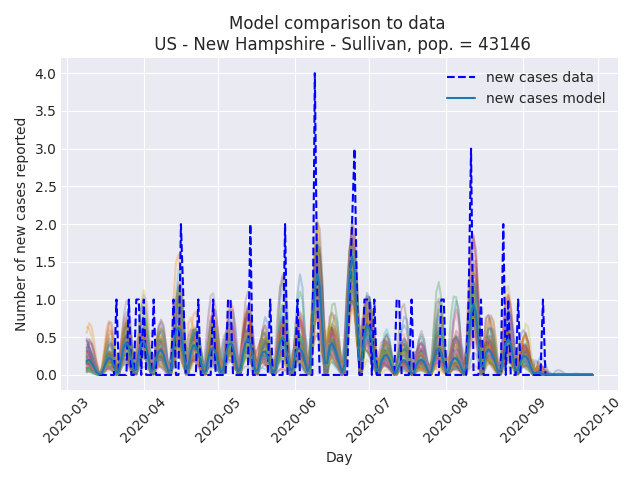 Model comparison to data
US - New Hampshire - Sullivan, pop. = 43146
new cases data
new cases model
Number of new cases reported
4.0
3.5
3.0
2.5
2.0
1.5
1.0
0.5
0.0
2020-03
2020-04
2020-05
2020-06
2020-07
2020-08
2020-09
2020-10
Day